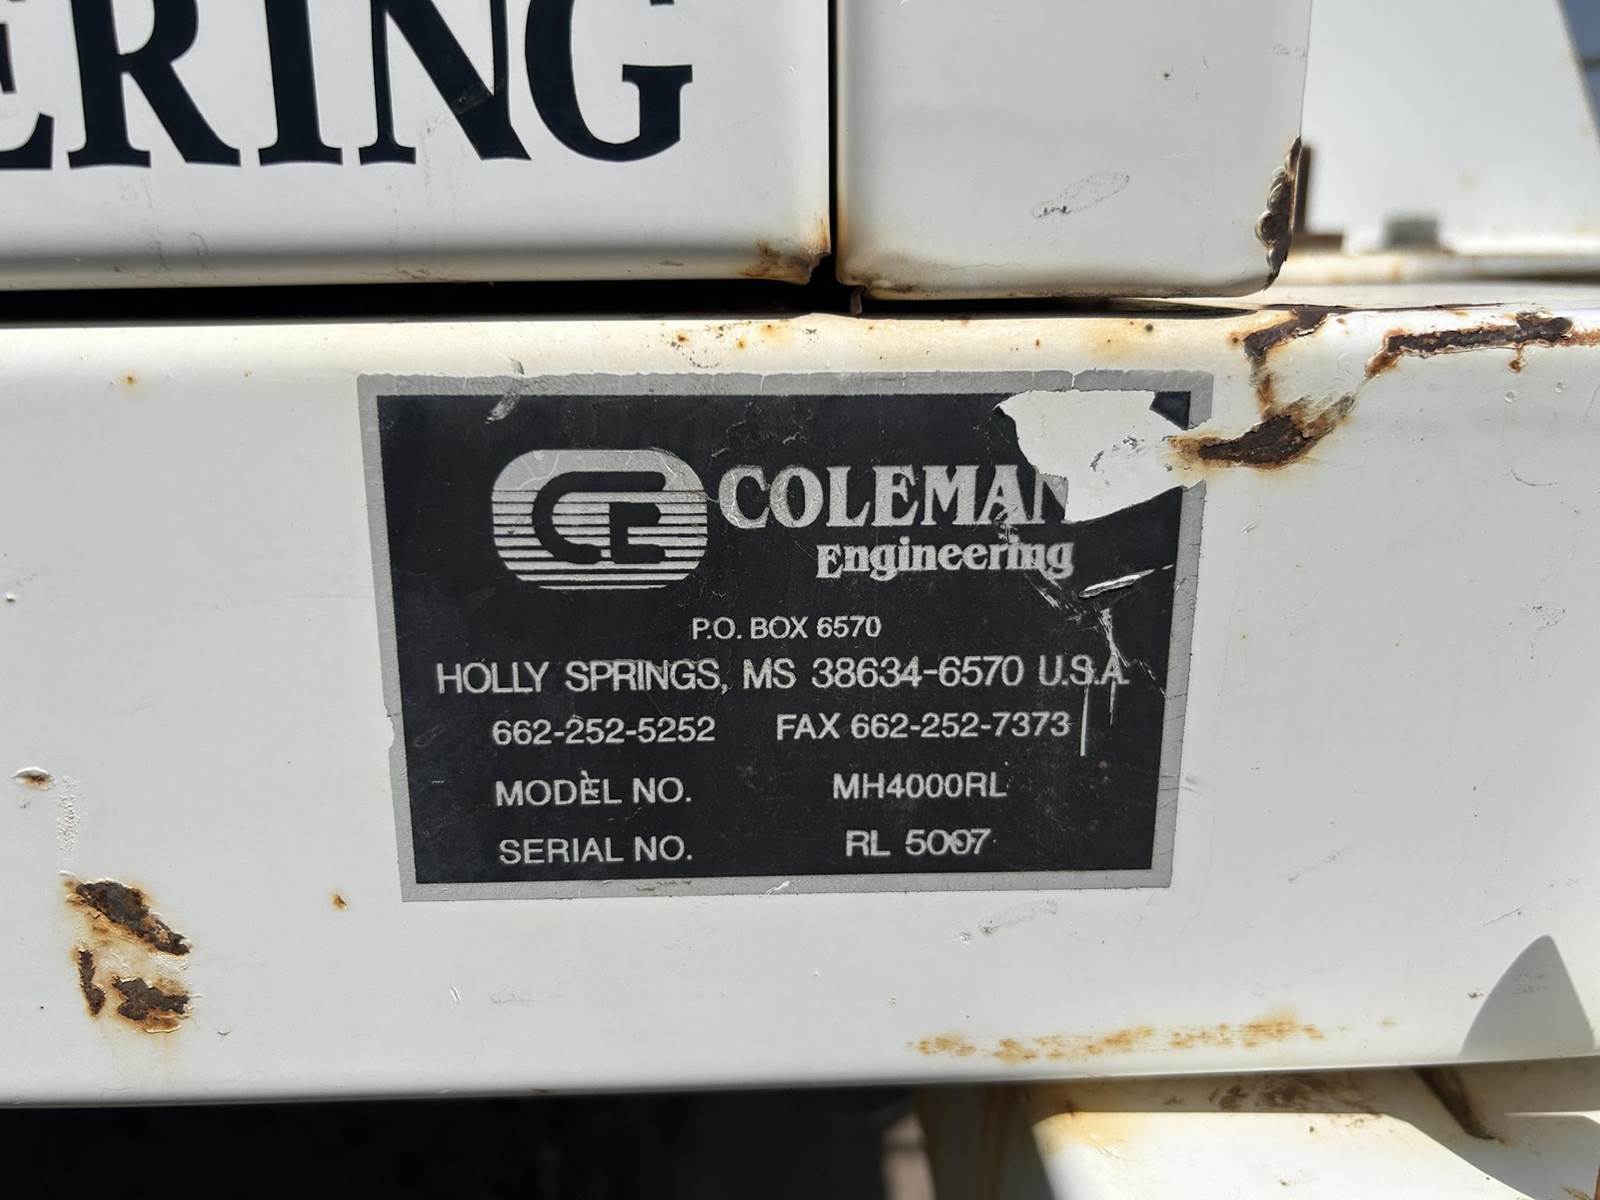 ERING
CE COLEMAN
Engineering
P.O. BOX 6570
HOLLY SPRINGS, MS 38634-6570 U.S.A.
662-252-5252 FAX 662-252-7373
MODEL NO. MH4000RL
SERIAL NO. RL 5007